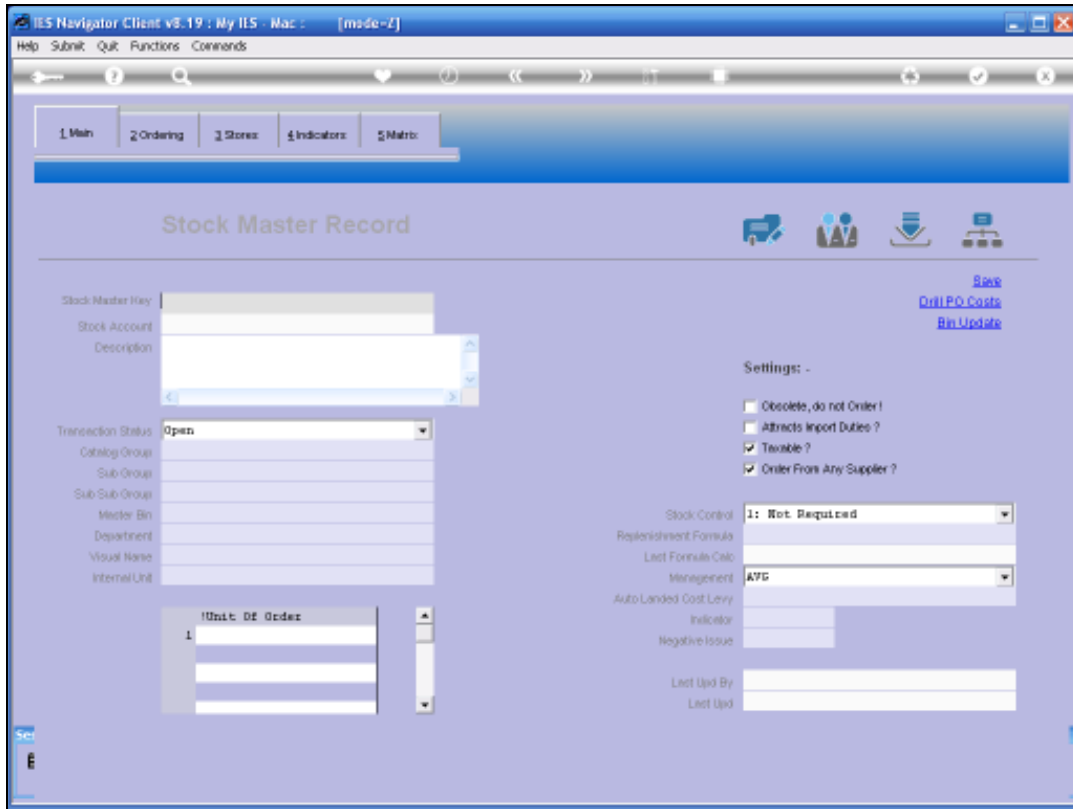 IES Navigator Client v8.19 : My IES - Mac : [mode=Z]
Help Submit Quit Functions Commands
1 Main 2 Ordering 3 Stores 4 Indicators 5 Matrix
Stock Master Record
Save
Drill PO Costs
Bin Update
Stock Master Key
Stock Account
Description
Transaction Status Open
Catalog Group
Sub Group
Sub Sub Group
Master Bin
Department
Visual Name
Internal Unit
!Unit Of Order
1
Settings: -
Obsolete, do not Order !
Attracts Import Duties ?
Taxable ?
Order From Any Supplier ?
Stock Control 1: Not Required
Replenishment Formula
Last Formula Calc
Management AVG
Auto Landed Cost Levy
Indicator
Negative Issue
Last Upd By
Last Upd